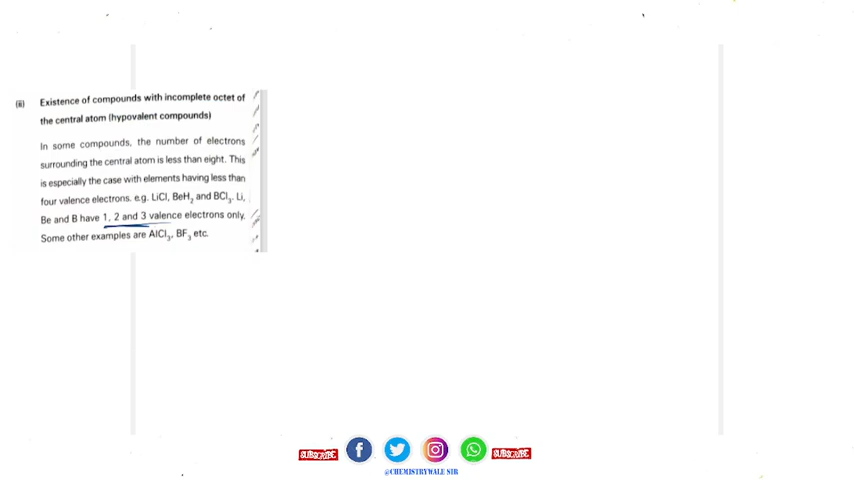 (ii) Existence of compounds with incomplete octet of
the central atom (hypovalent compounds)
In some compounds, the number of electrons
surrounding the central atom is less than eight. This
is especially the case with elements having less than
four valence electrons. e.g. LiCl, BeH₂ and BCl₃. Li,
Be and B have 1, 2 and 3 valence electrons only.
Some other examples are AlCl₃, BF₃ etc.
SUBSCRIBE
SUBSCRIBE
@CHEMISTRYWALE SIR